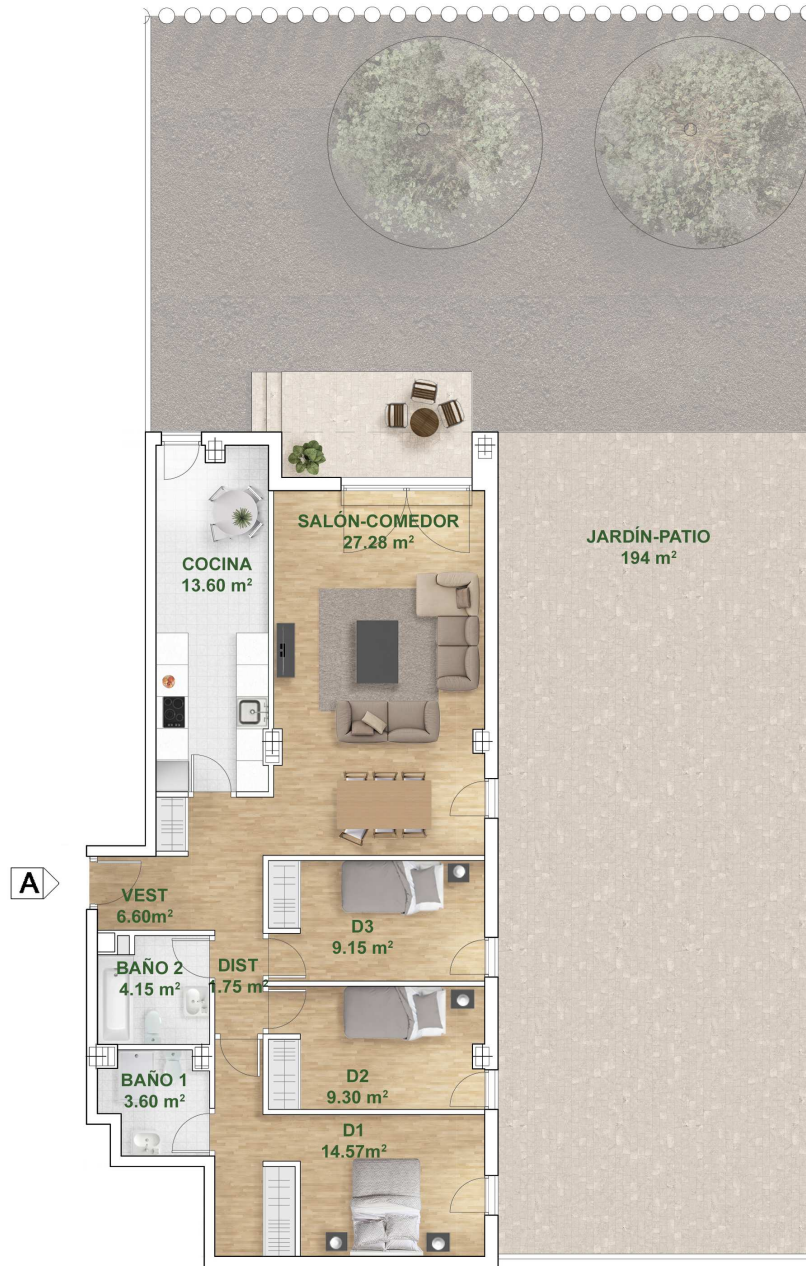 SALÓN-COMEDOR
27.28 m²
JARDÍN-PATIO
194 m²
COCINA
13.60 m²
A
VEST
6.60m²
D3
9.15 m²
BAÑO 2
4.15 m²
DIST
1.75 m²
D2
9.30 m²
BAÑO 1
3.60 m²
D1
14.57m²